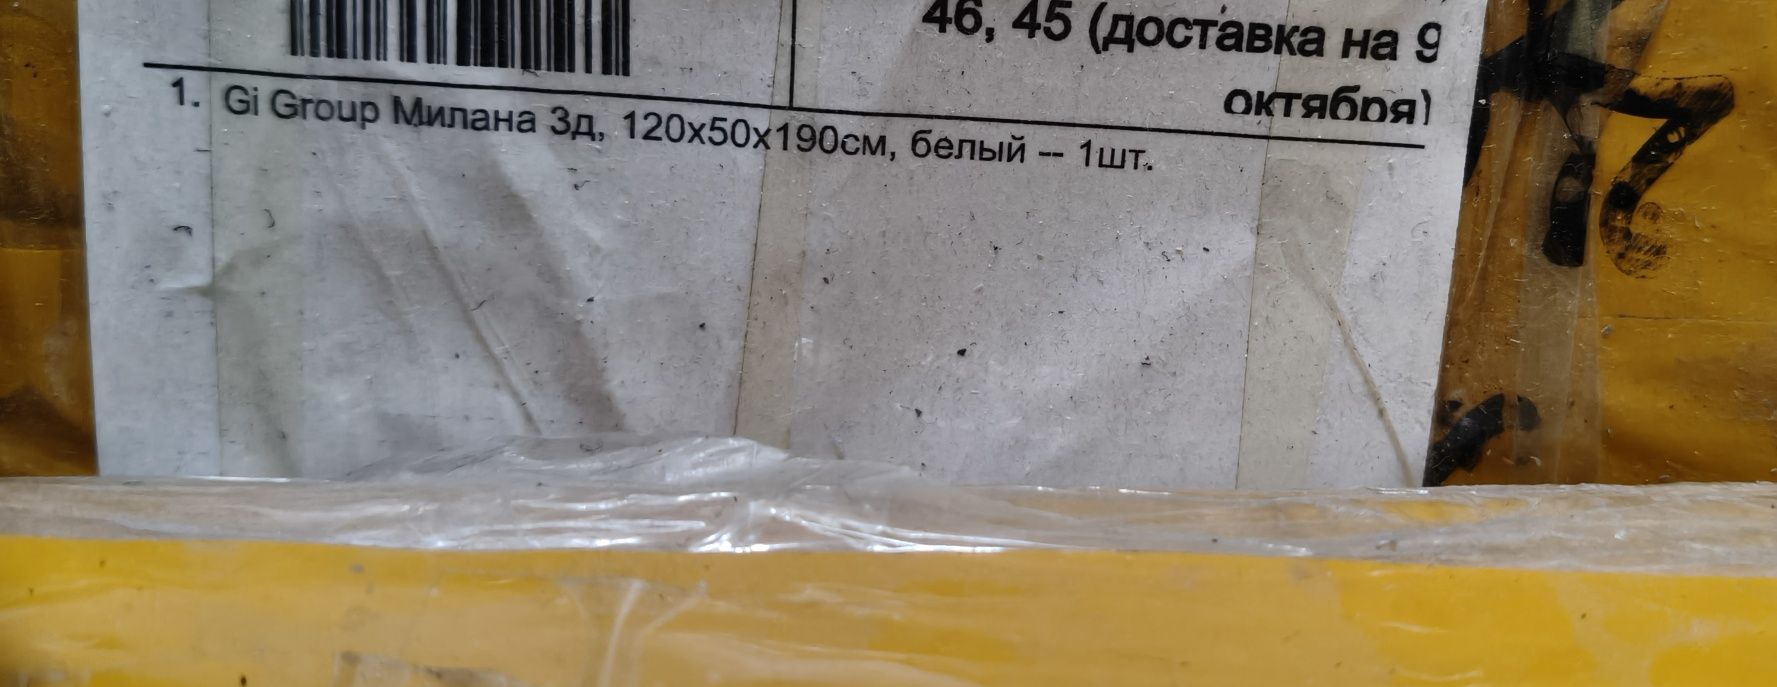 46, 45 (доставка на 9
октября)
1. Gi Group Милана 3д, 120х50х190см, белый -- 1шт.